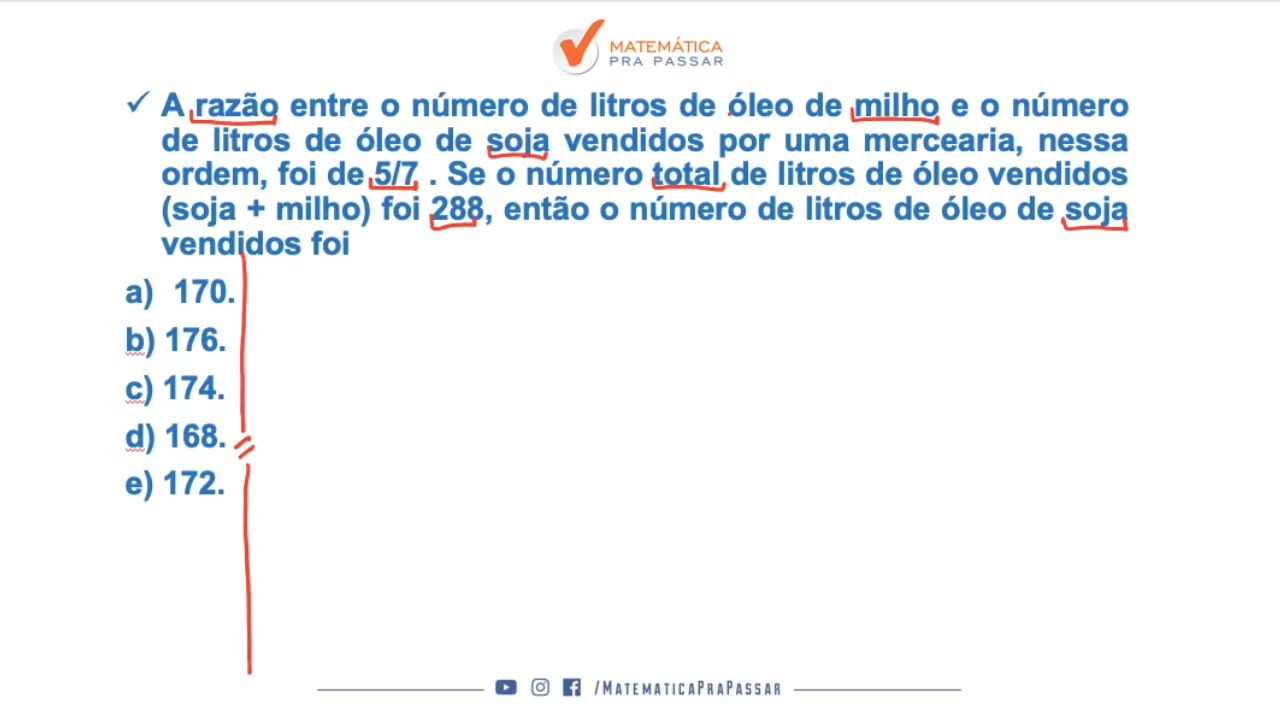 MATEMÁTICA
PRA PASSAR
✓ A razão entre o número de litros de óleo de milho e o número
de litros de óleo de soja vendidos por uma mercearia, nessa
ordem, foi de 5/7 . Se o número total de litros de óleo vendidos
(soja + milho) foi 288, então o número de litros de óleo de soja
vendidos foi
a) 170.
b) 176.
c) 174.
d) 168.
e) 172.
/MATEMATICAPRAPASSAR